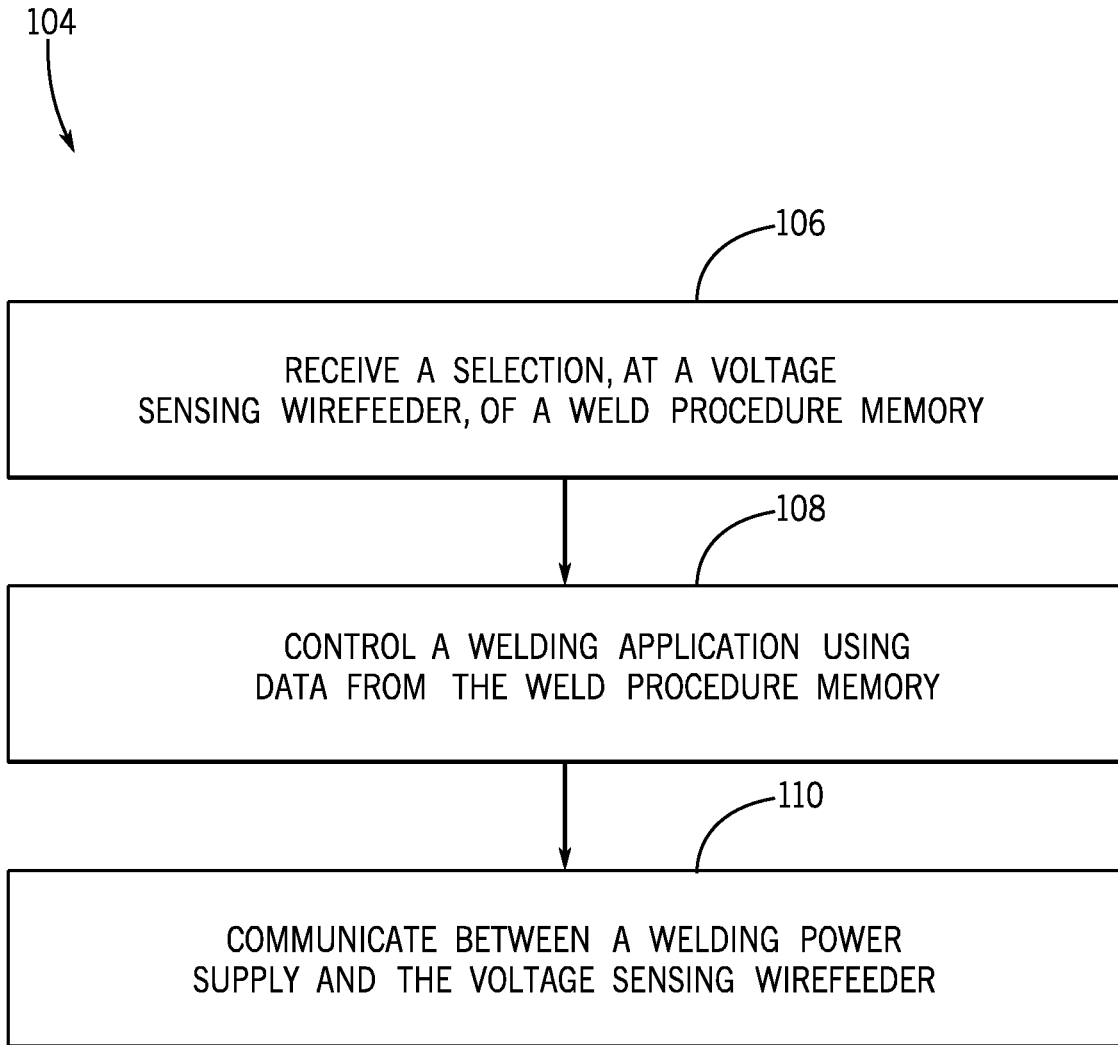 104
106
RECEIVE A SELECTION, AT A VOLTAGE
SENSING WIREFEEDER, OF A WELD PROCEDURE MEMORY
108
CONTROL A WELDING APPLICATION USING
DATA FROM THE WELD PROCEDURE MEMORY
110
COMMUNICATE BETWEEN A WELDING POWER
SUPPLY AND THE VOLTAGE SENSING WIREFEEDER